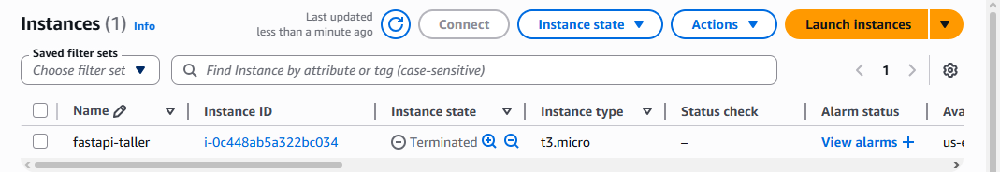 Instances (1) Info
Last updated
less than a minute ago
Connect
Instance state
Actions
Launch instances
Saved filter sets
Choose filter set
Find Instance by attribute or tag (case-sensitive)
1
Name Instance ID Instance state Instance type Status check Alarm status Ava
fastapi-taller i-0c448ab5a322bc034 Terminated t3.micro – View alarms + us-e